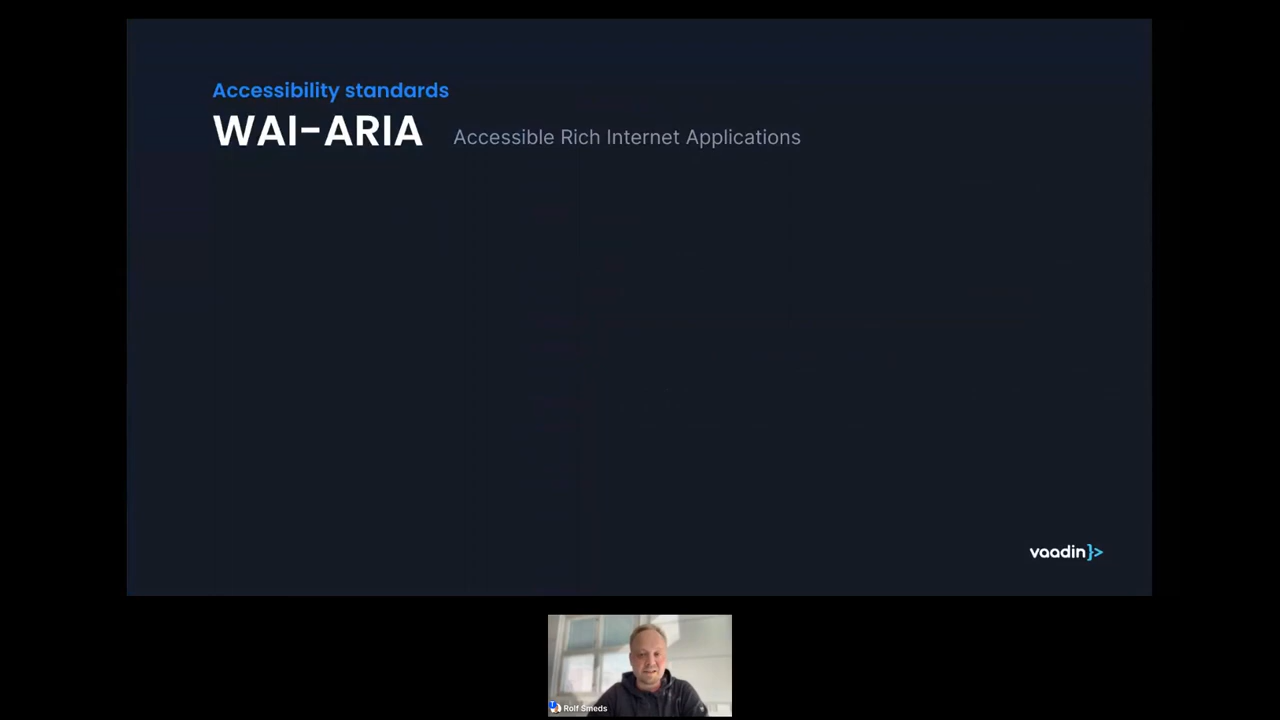 Accessibility standards
WAI-ARIA Accessible Rich Internet Applications
vaadin}>
Rolf Smeds